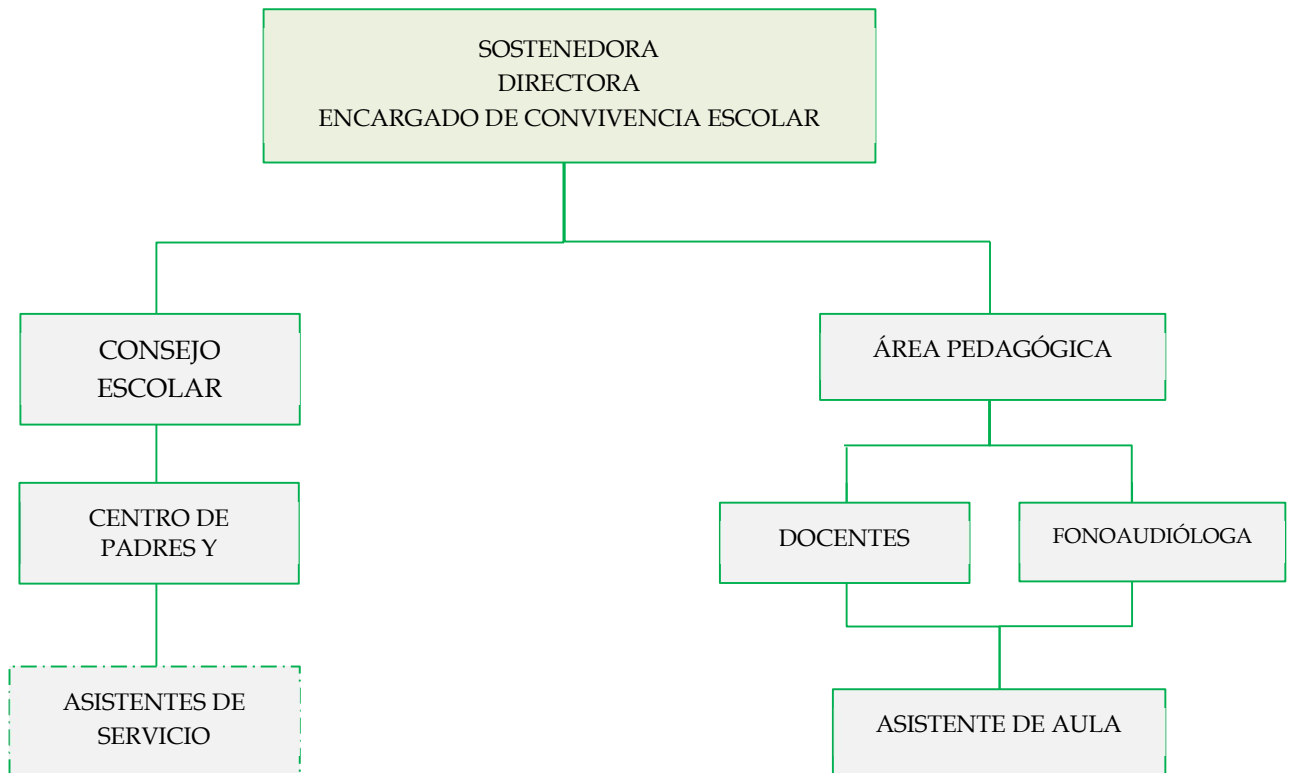 SOSTENEDORA
DIRECTORA
ENCARGADO DE CONVIVENCIA ESCOLAR
CONSEJO
ESCOLAR
ÁREA PEDAGÓGICA
CENTRO DE
PADRES Y
DOCENTES
FONOAUDIÓLOGA
ASISTENTES DE
SERVICIO
ASISTENTE DE AULA